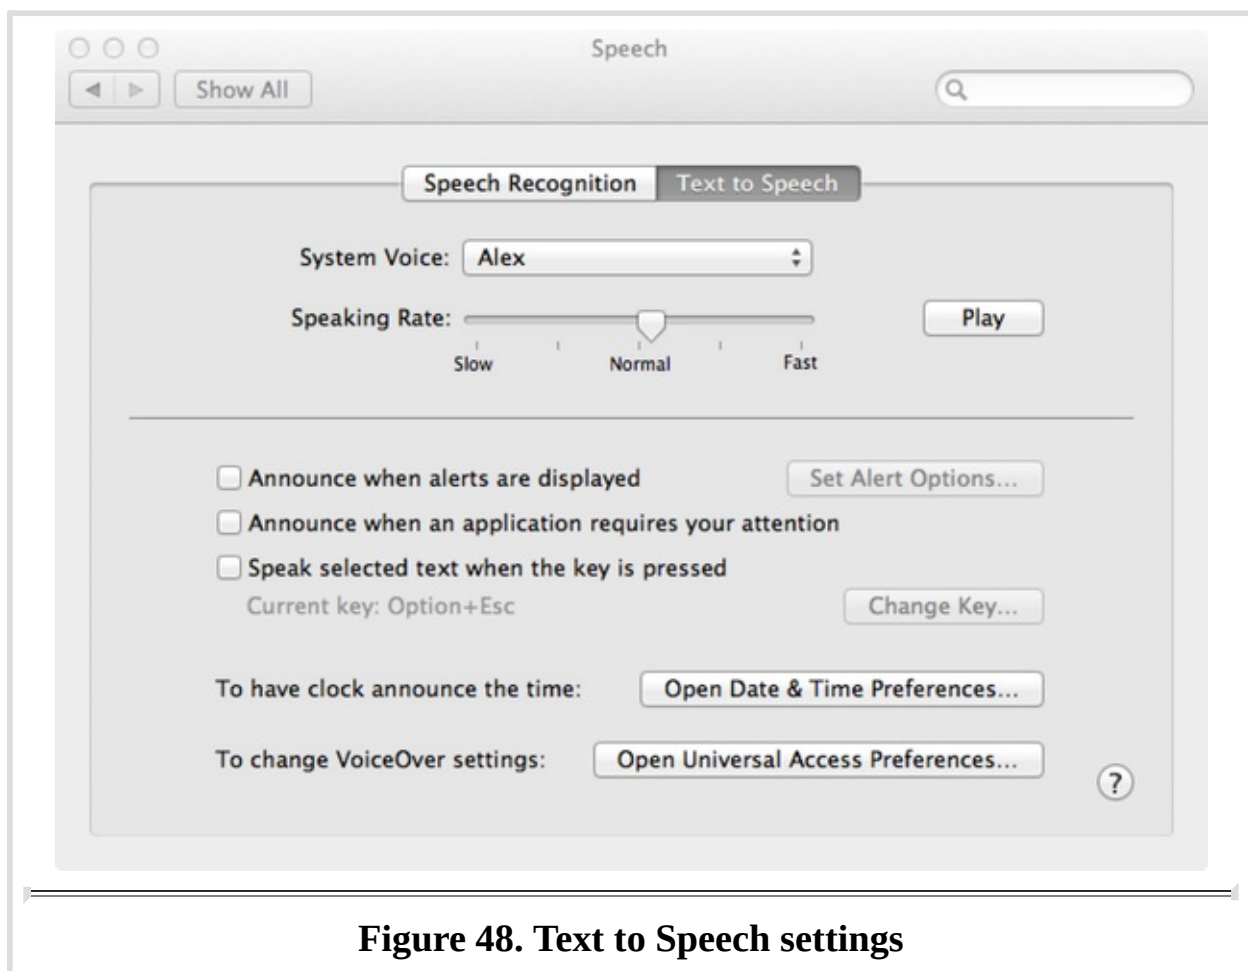 Speech
Show All
Speech Recognition Text to Speech
System Voice: Alex
Speaking Rate: Play
Slow Normal Fast
Announce when alerts are displayed Set Alert Options...
Announce when an application requires your attention
Speak selected text when the key is pressed
Current key: Option+Esc Change Key...
To have clock announce the time: Open Date & Time Preferences...
To change VoiceOver settings: Open Universal Access Preferences...
?
Figure 48. Text to Speech settings